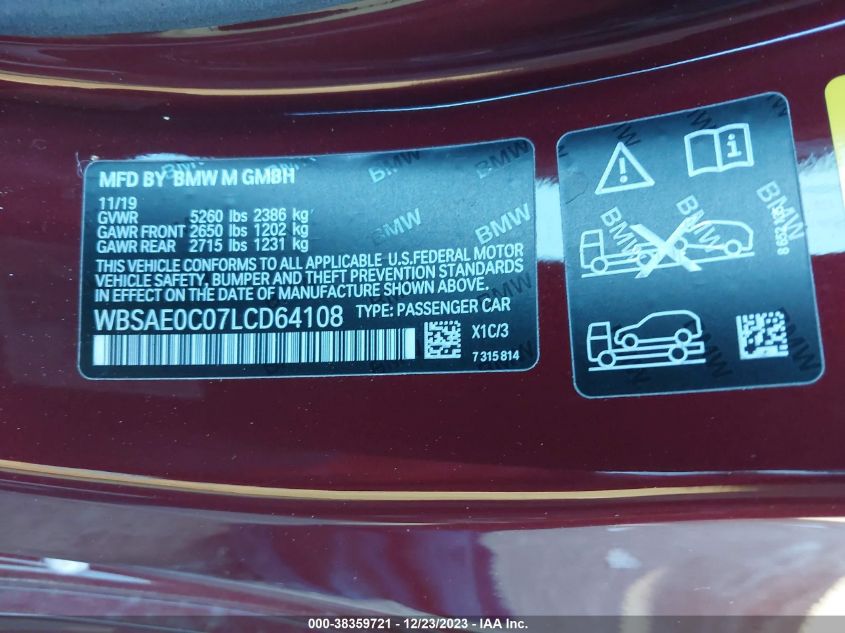 MFD BY BMW M GMBH
11/19
GVWR 5260 lbs 2386 kg
GAWR FRONT 2650 lbs 1202 kg
GAWR REAR 2715 lbs 1231 kg
THIS VEHICLE CONFORMS TO ALL APPLICABLE U.S.FEDERAL MOTOR
VEHICLE SAFETY, BUMPER AND THEFT PREVENTION STANDARDS
IN EFFECT ON THE DATE OF MANUFACTURE SHOWN ABOVE.
WBSAE0C07LCD64108 TYPE: PASSENGER CAR
X1C/3
7 315 814
BMW
BMW
BMW
BMW
BMW
000-38359721 - 12/23/2023 - IAA Inc.